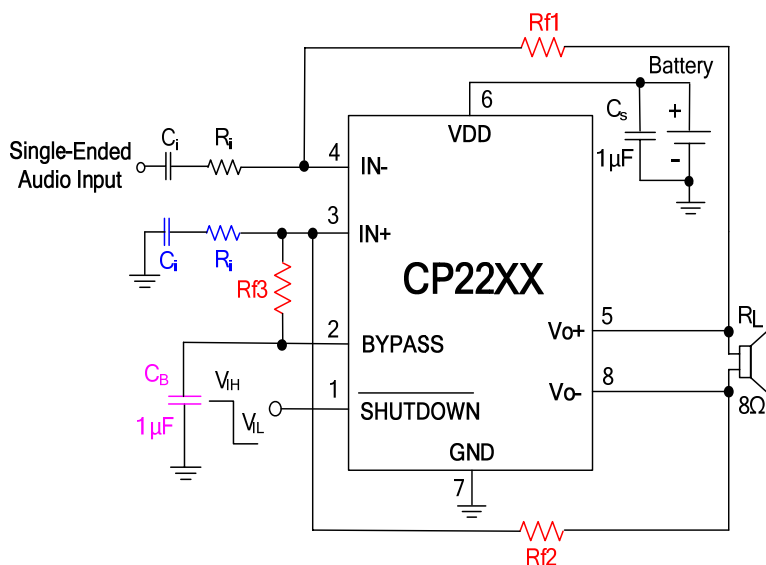 Rf1
Battery
6
Cs
+
VDD
Ci
Ri
Single-Ended
Audio Input
4
IN-
1µF
-
3
IN+
Ci
Ri
Rf3
CP22XX
5
Vo+
RL
2
BYPASS
CB
VIH
1
8
Vo-
8Ω
1µF
VIL
SHUTDOWN
GND
7
Rf2